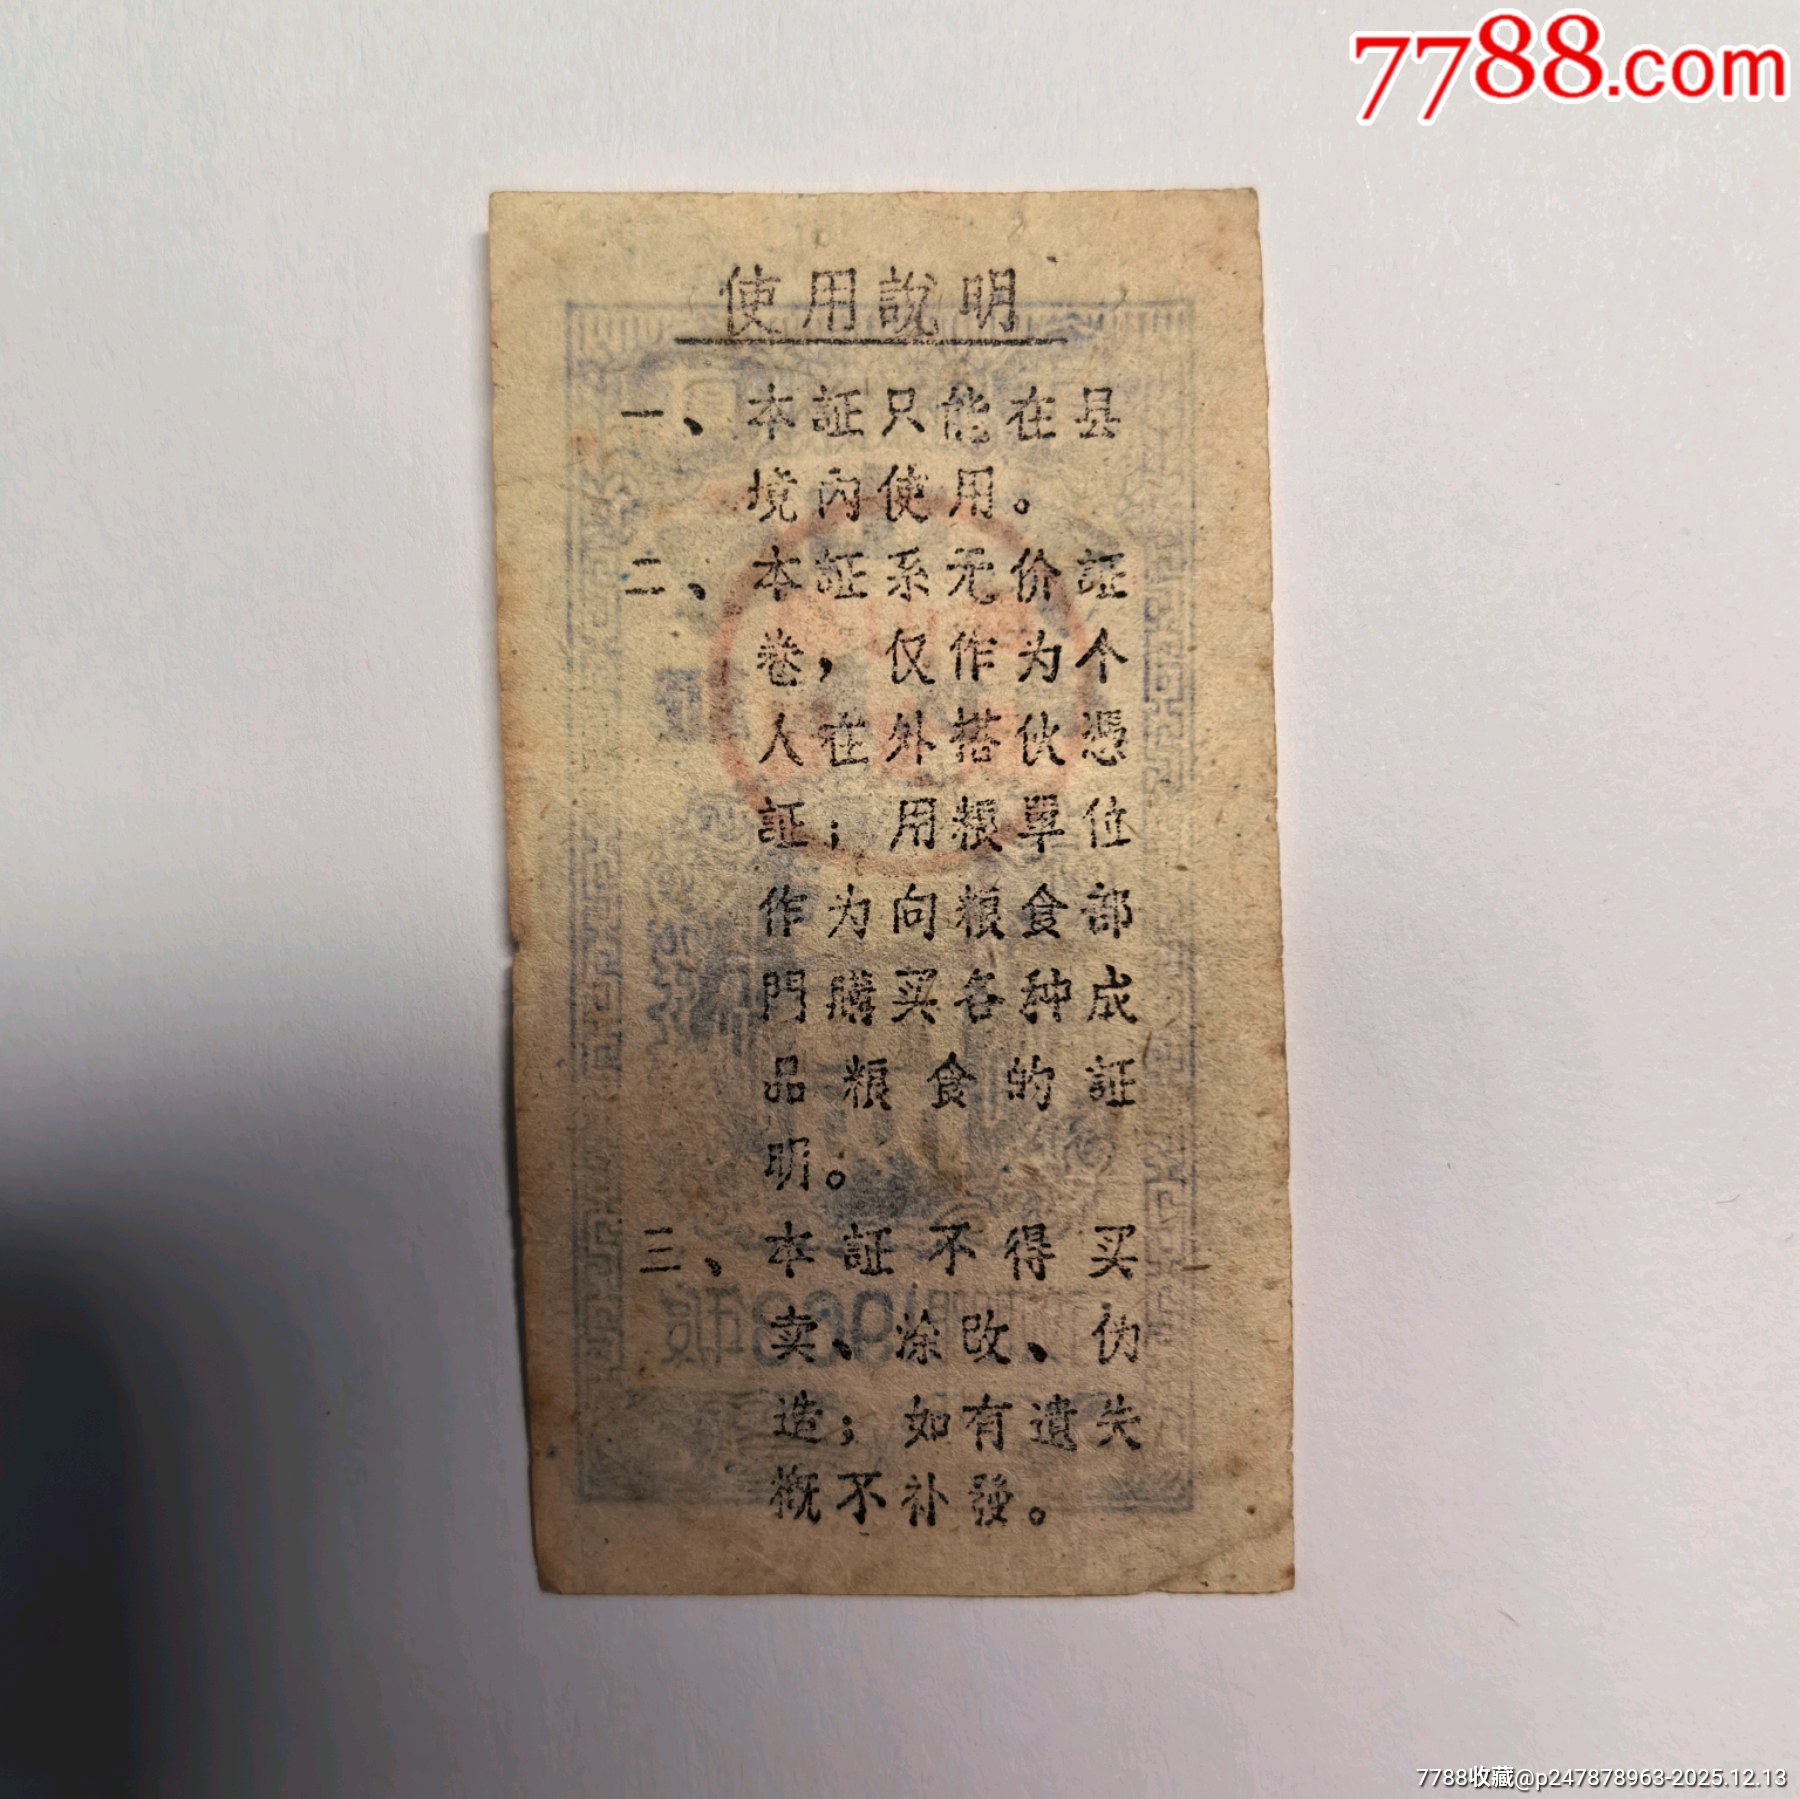 7788.com
使用說明
一、本証只能在县
境內使用。
二、本証系无价証
卷，仅作为个
人在外搭伙憑
証；用粮單位
作为向粮食部
門購买各种成
品粮食的証
明。
三、本証不得买
卖、涂改、伪
造；如有遺失
概不补發。
7788收藏@p247878963-2025.12.13